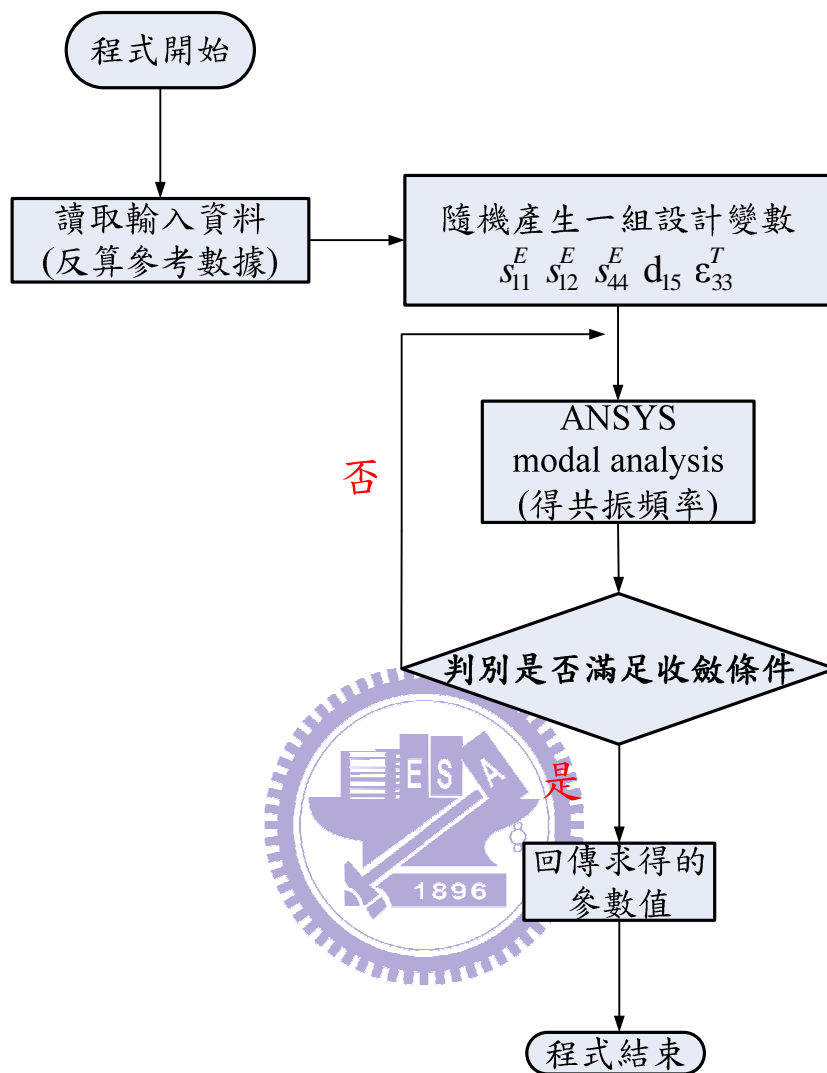 程式開始
讀取輸入資料
(反算參考數據)
隨機產生一組設計變數
s₁₁ᴱ s₁₂ᴱ s₄₄ᴱ d₁₅ ε₃₃ᵀ
ANSYS
modal analysis
(得共振頻率)
否
判別是否滿足收斂條件
ESA
是
1896
回傳求得的
參數值
程式結束